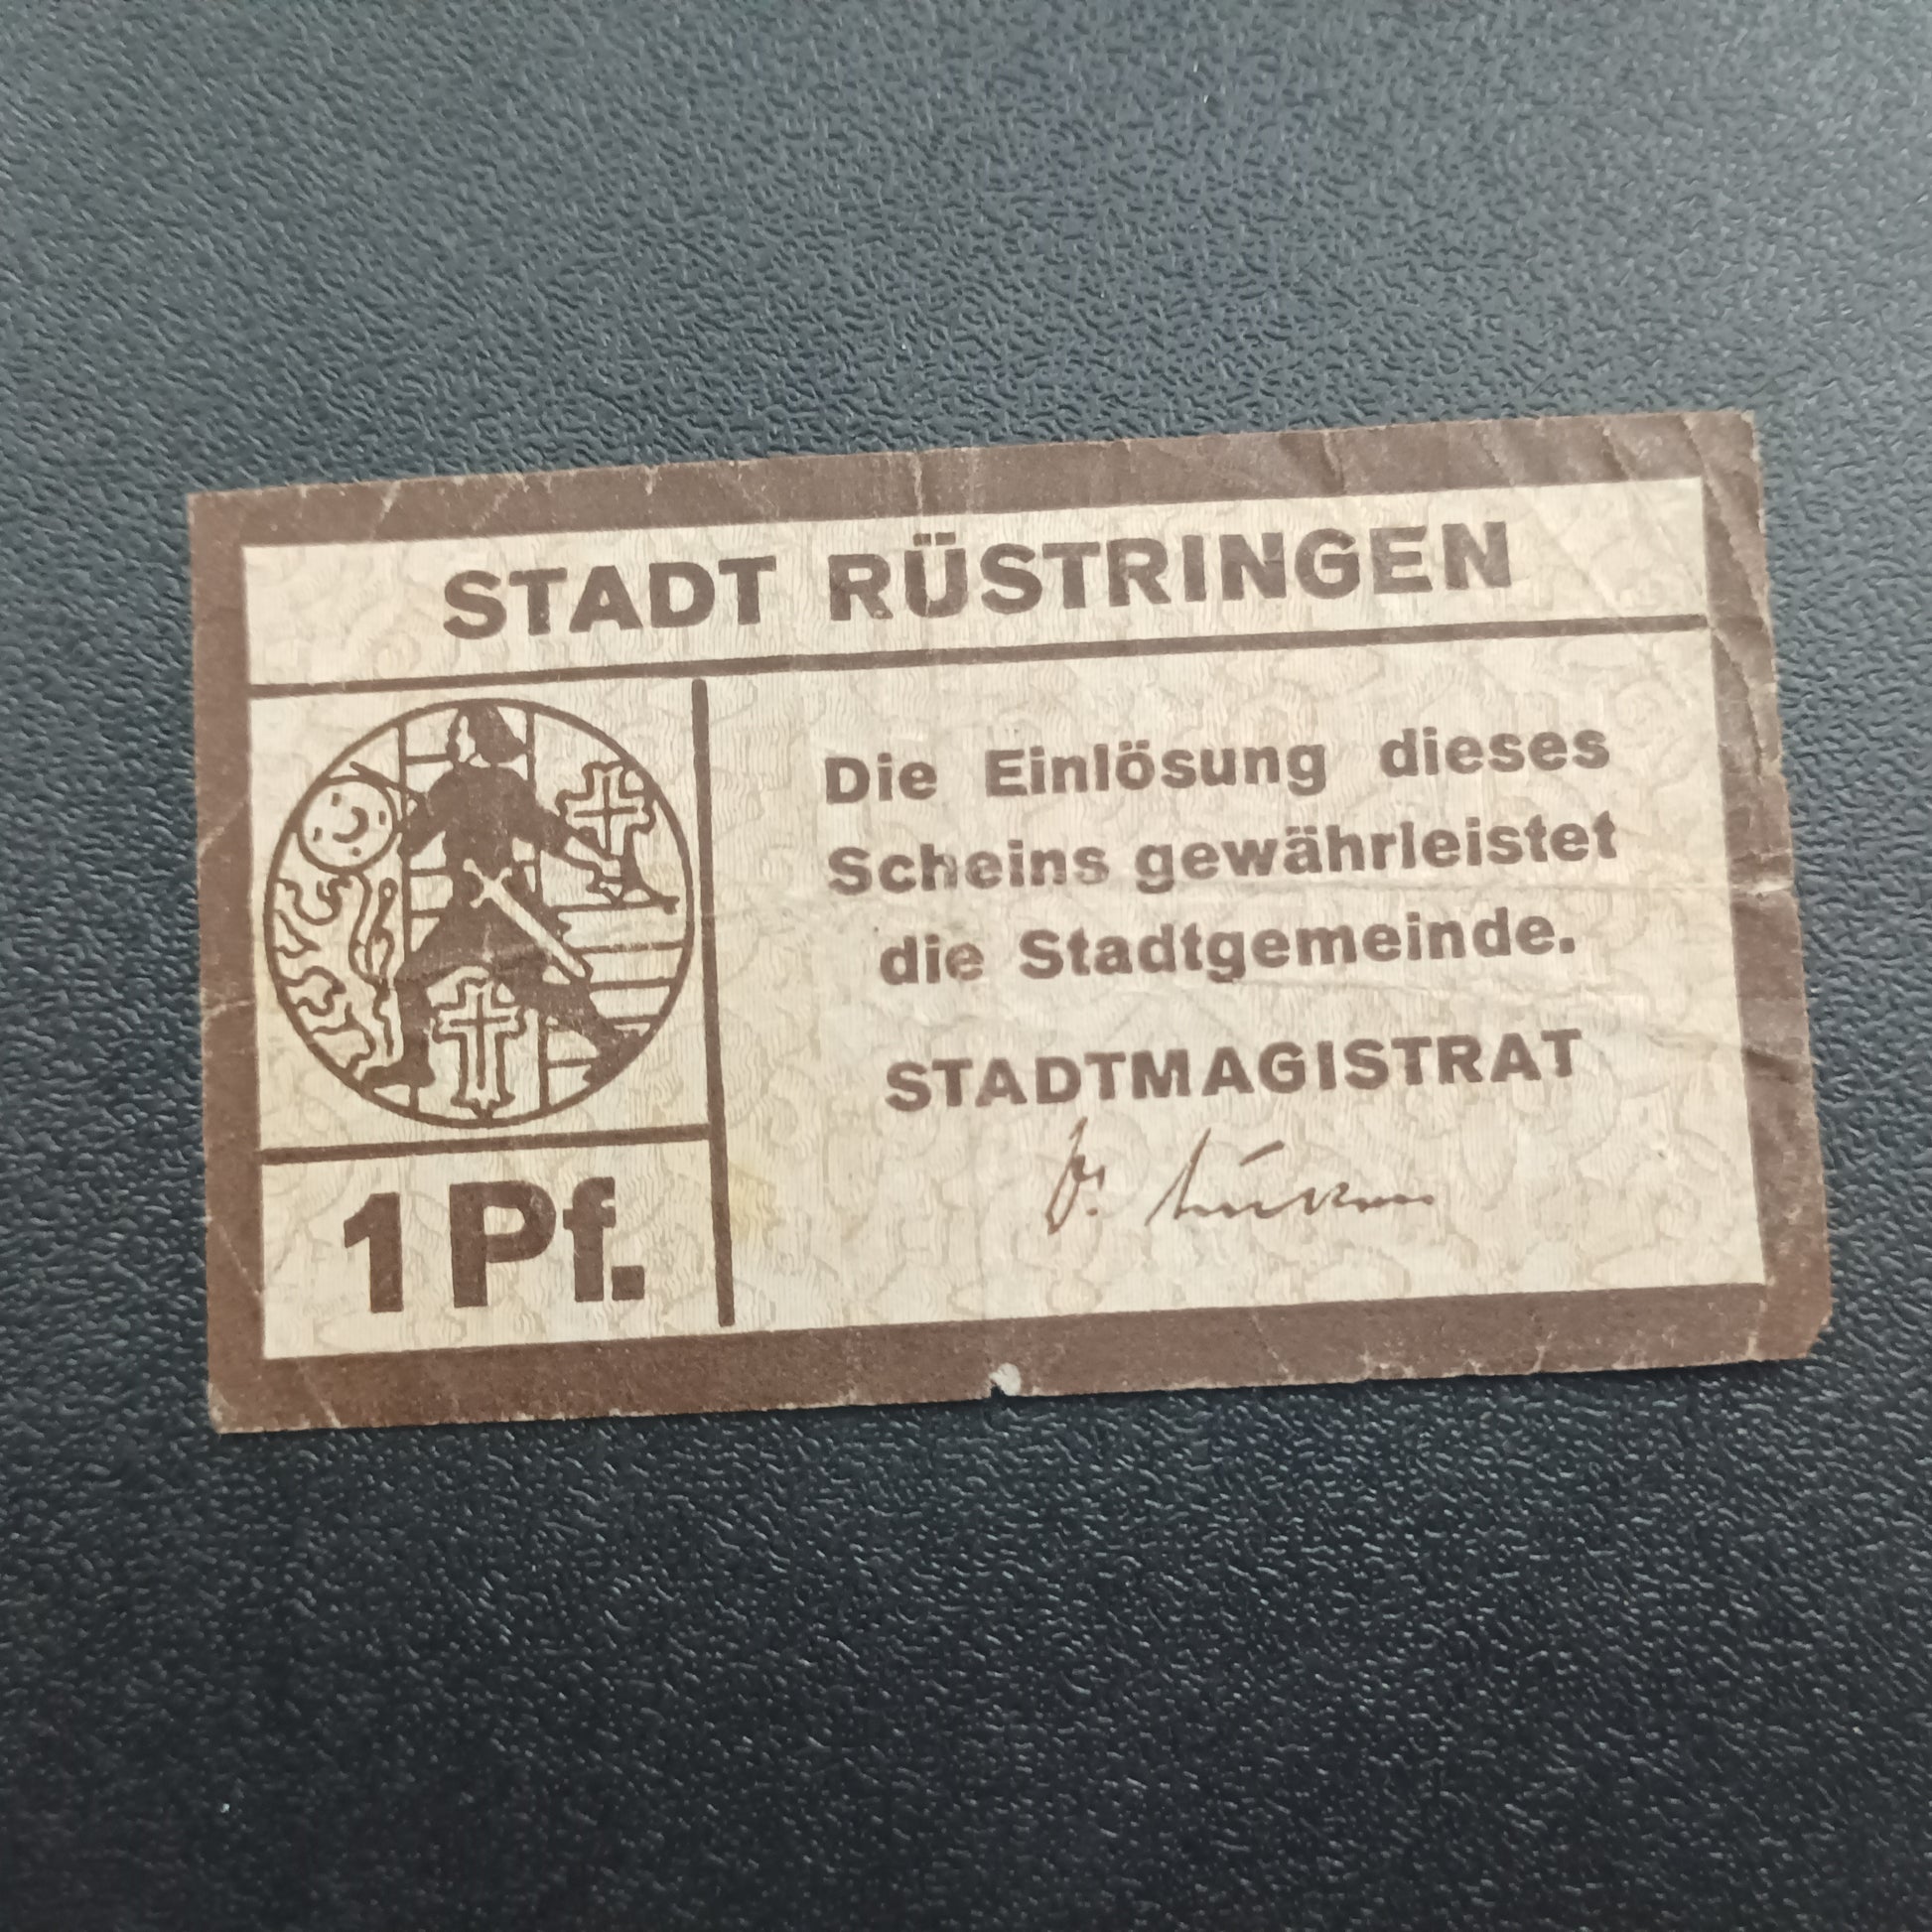 STADT RÜSTRINGEN
Die Einlösung dieses
Scheins gewährleistet
die Stadtgemeinde.
STADTMAGISTRAT
1 Pf.